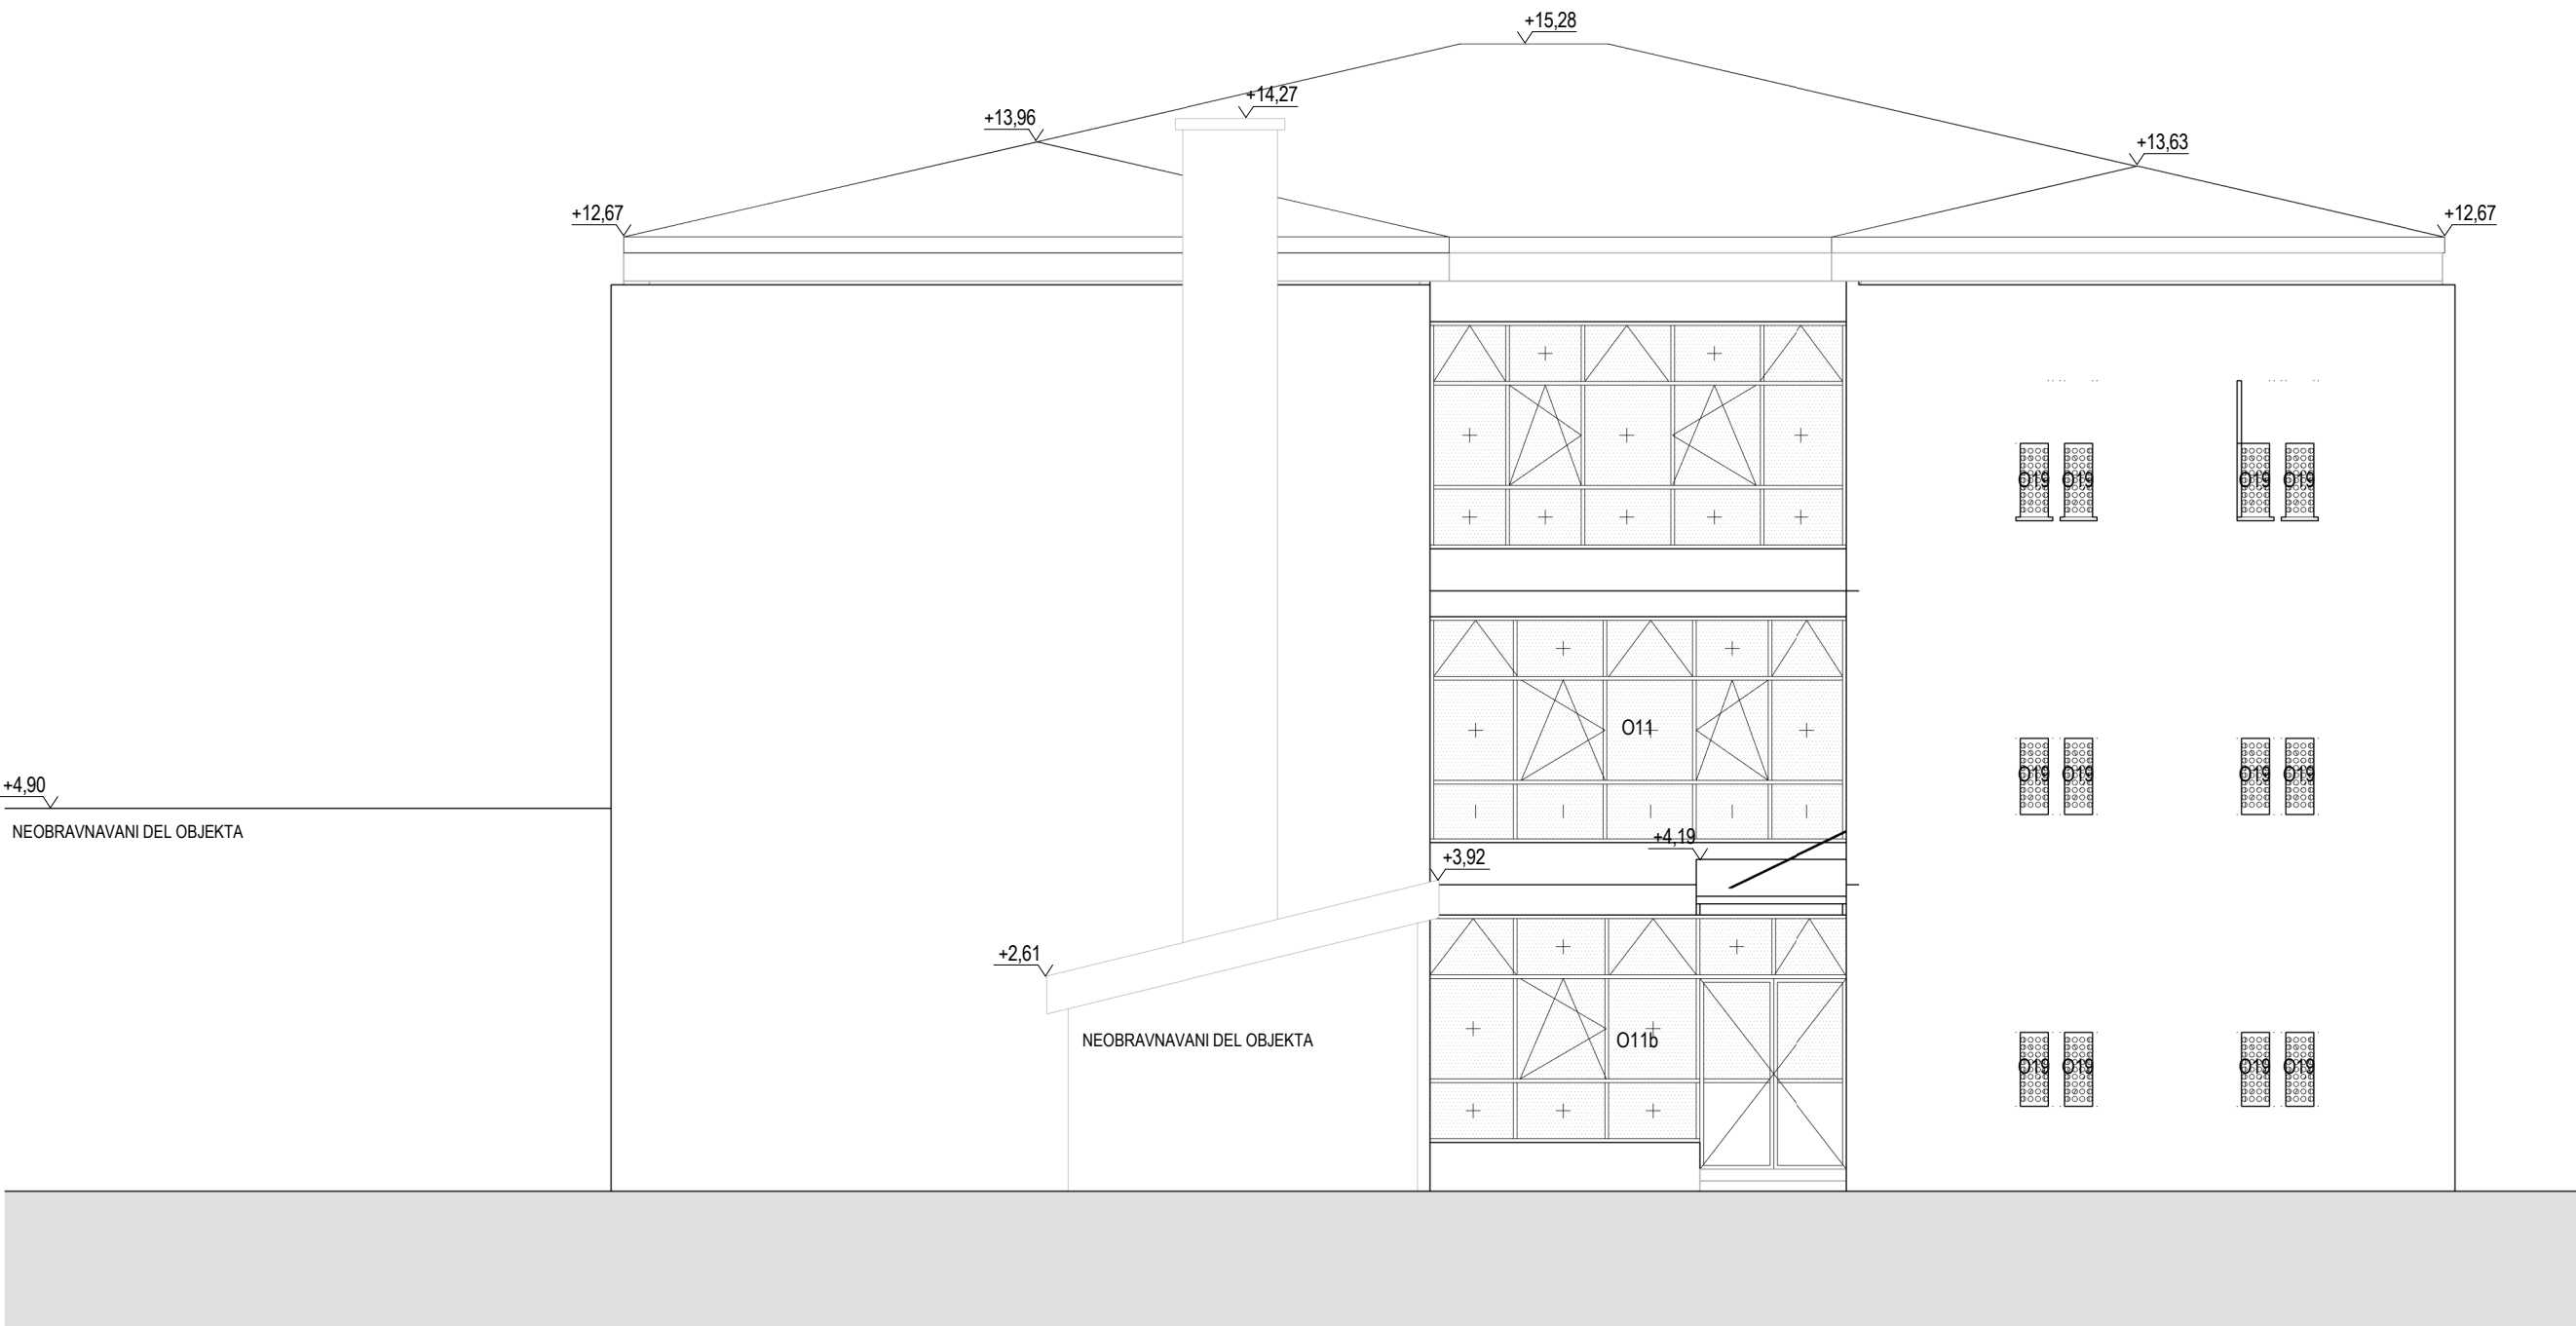 +15,28
+14,27
+13,96
+13,63
+12,67
+12,67
O19 O19 O19 O19
O11
O19 O19 O19 O19
+4,90
NEOBRAVNAVANI DEL OBJEKTA
+4,19
+3,92
+2,61
NEOBRAVNAVANI DEL OBJEKTA
O11b
O19 O19 O19 O19